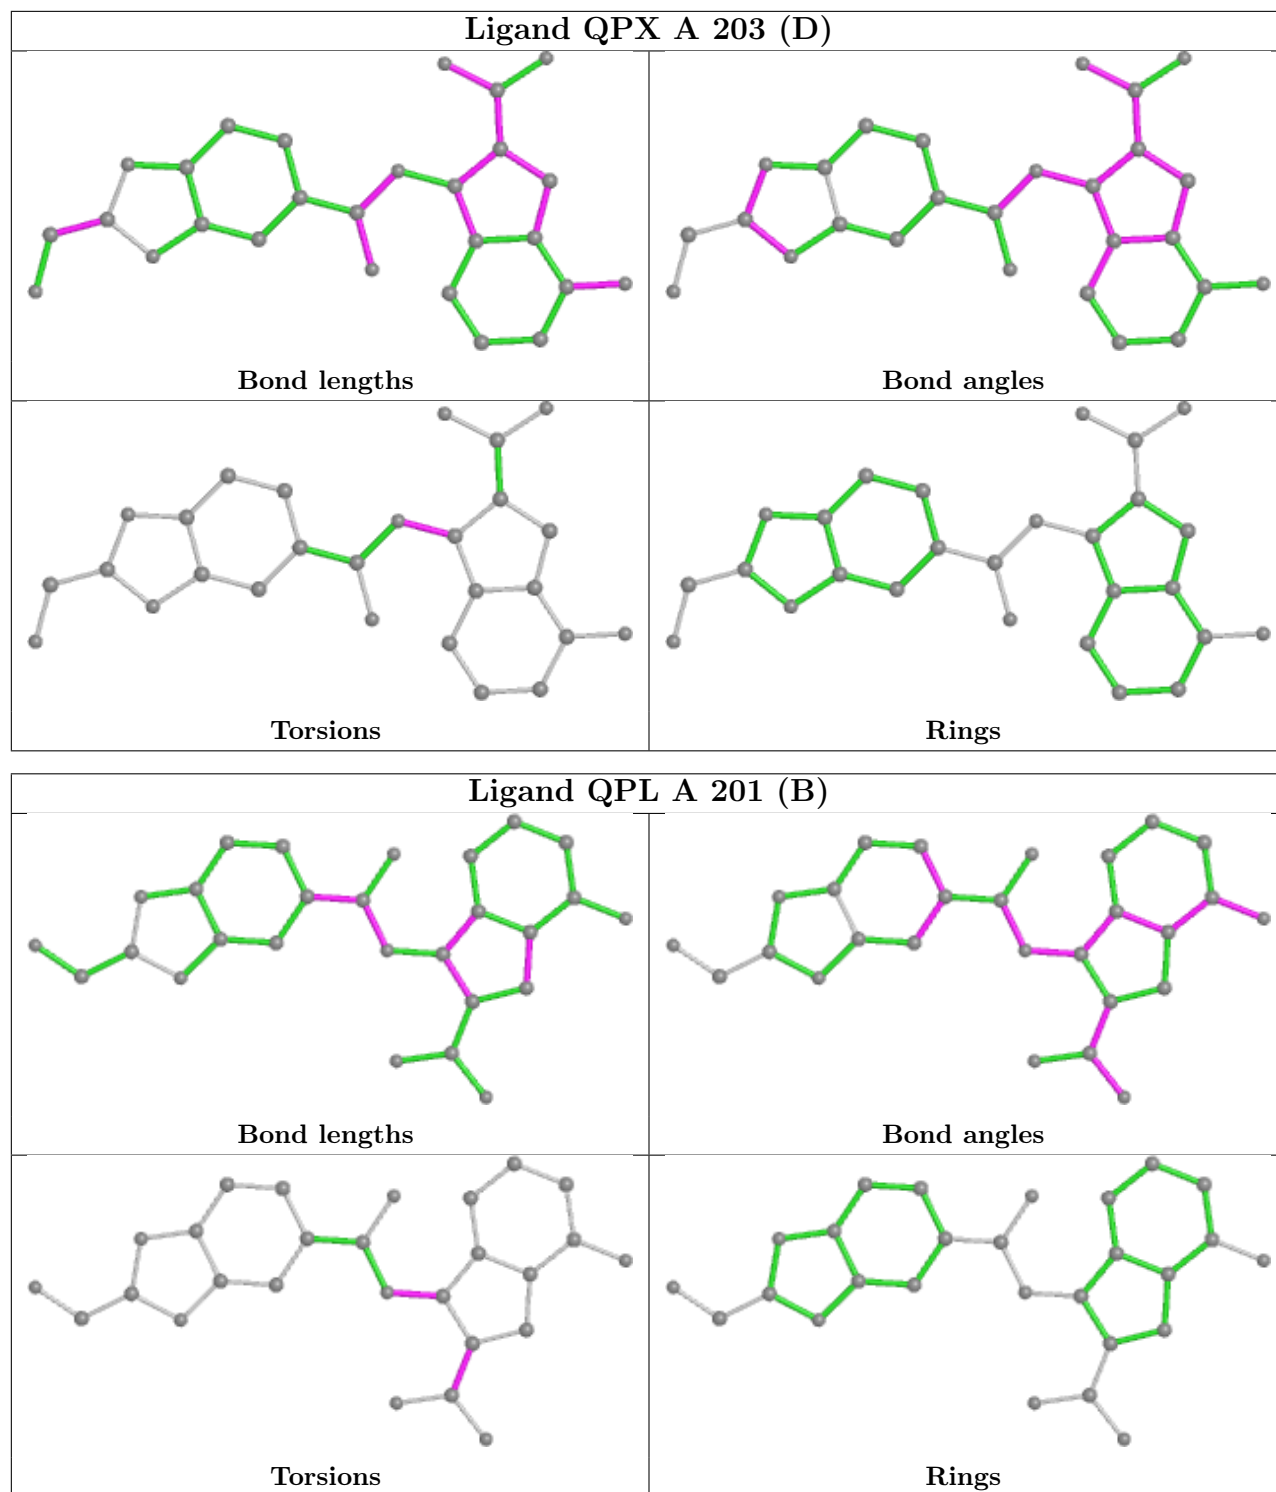 Ligand QPX A 203 (D)
Bond lengths
Bond angles
Torsions
Rings
Ligand QPL A 201 (B)
Bond lengths
Bond angles
Torsions
Rings